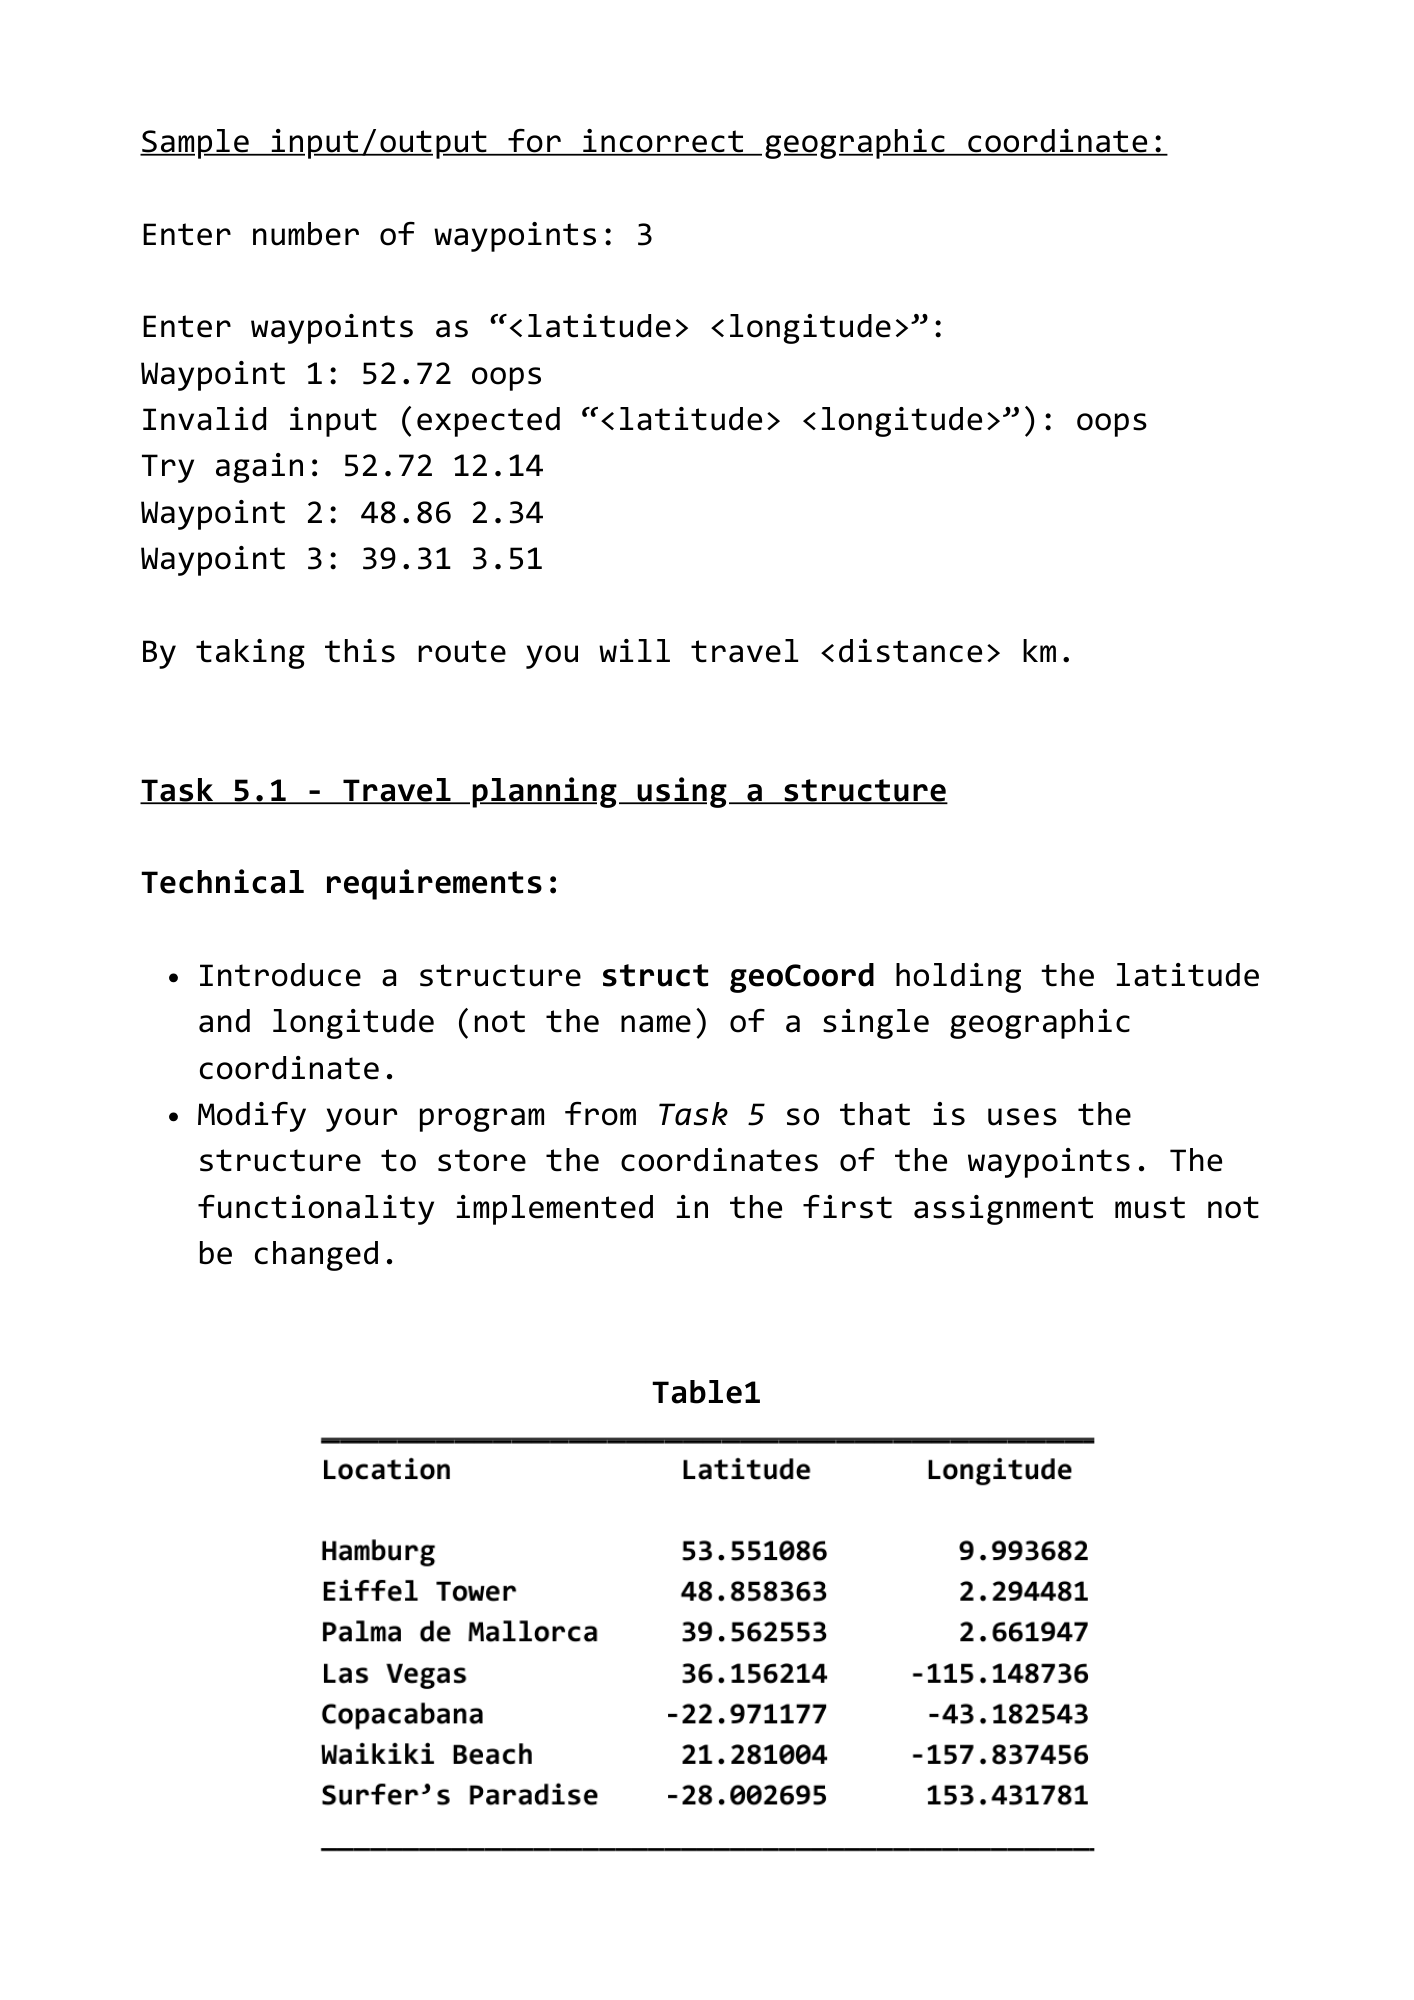 Sample input/output for incorrect geographic coordinate:
Enter number of waypoints: 3
Enter waypoints as “<latitude> <longitude>”:
Waypoint 1: 52.72 oops
Invalid input (expected “<latitude> <longitude>”): oops
Try again: 52.72 12.14
Waypoint 2: 48.86 2.34
Waypoint 3: 39.31 3.51
By taking this route you will travel <distance> km.
Task 5.1 - Travel planning using a structure
Technical requirements:
• Introduce a structure struct geoCoord holding the latitude
and longitude (not the name) of a single geographic
coordinate.
• Modify your program from Task 5 so that is uses the
structure to store the coordinates of the waypoints. The
functionality implemented in the first assignment must not
be changed.
Table1
Location Latitude Longitude
Hamburg 53.551086 9.993682
Eiffel Tower 48.858363 2.294481
Palma de Mallorca 39.562553 2.661947
Las Vegas 36.156214 -115.148736
Copacabana -22.971177 -43.182543
Waikiki Beach 21.281004 -157.837456
Surfer’s Paradise -28.002695 153.431781